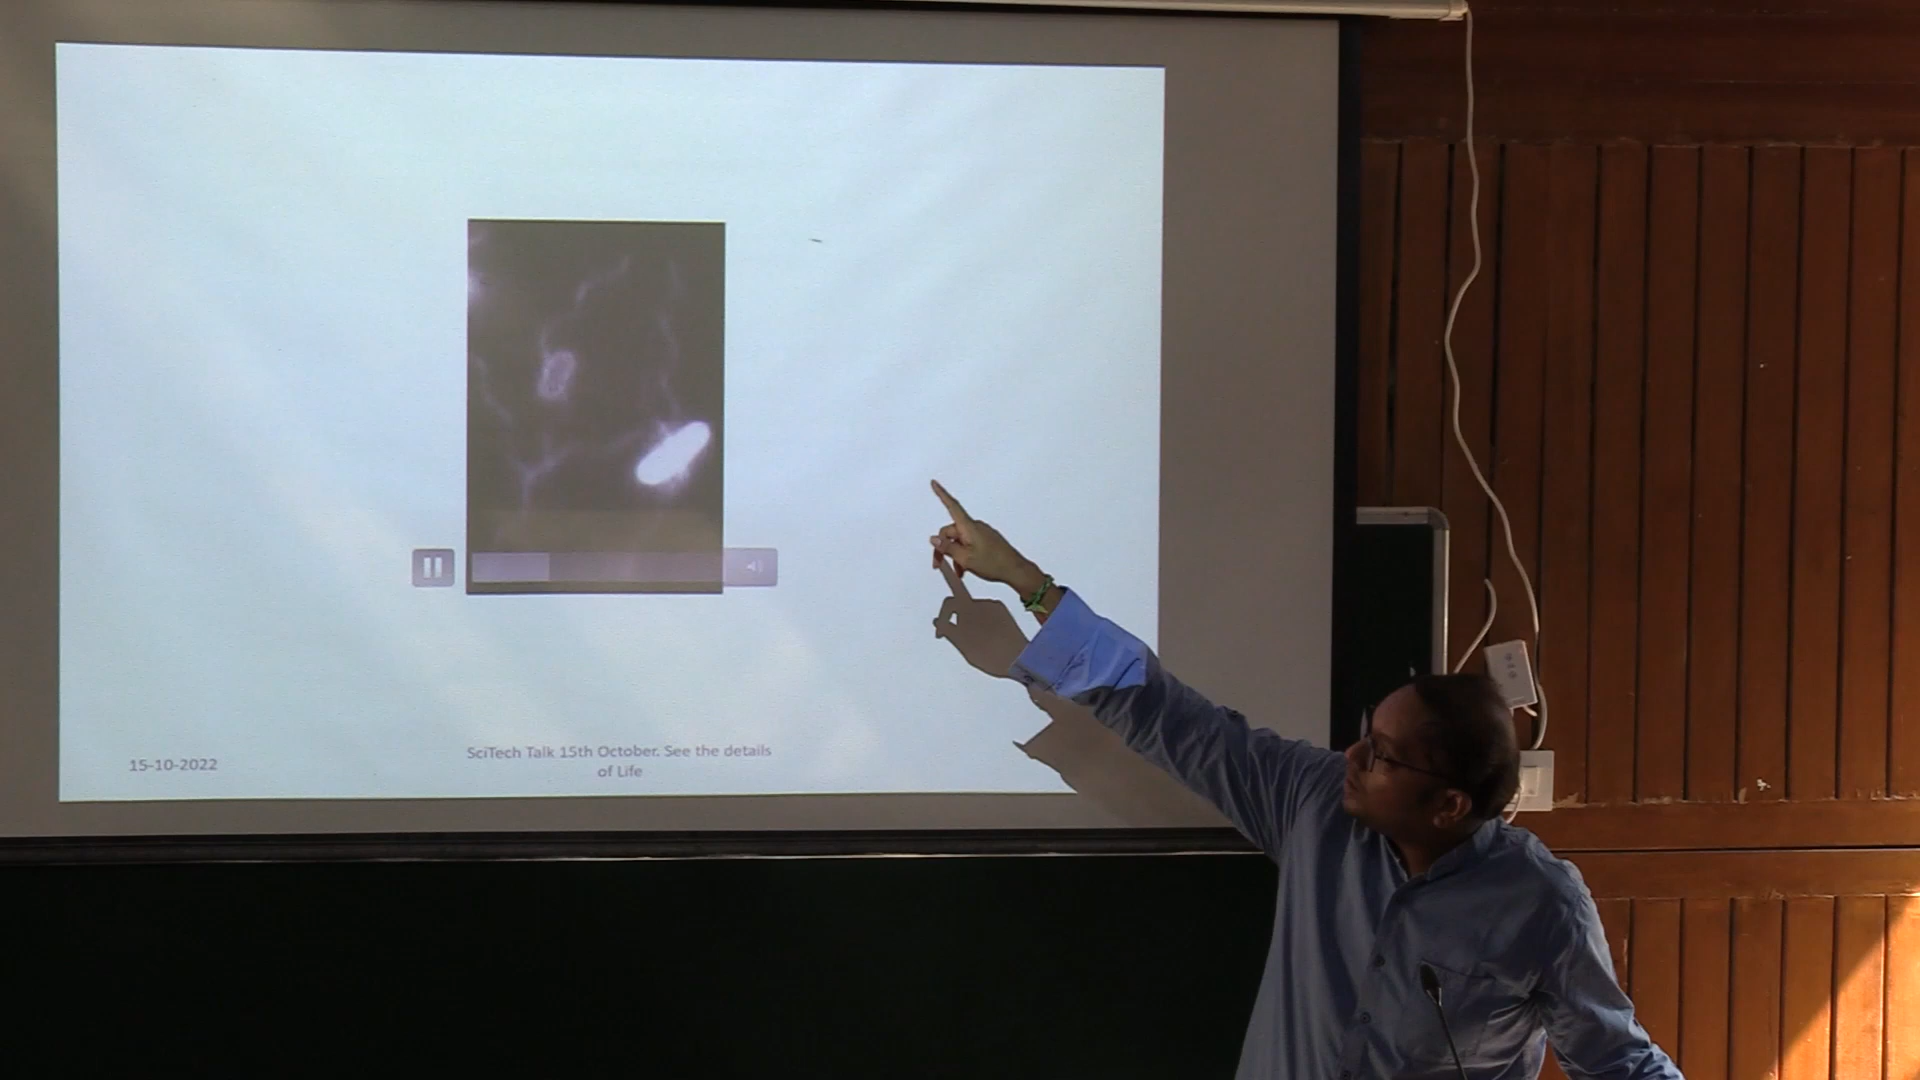 15-10-2022
SciTech Talk 15th October. See the details
of Life